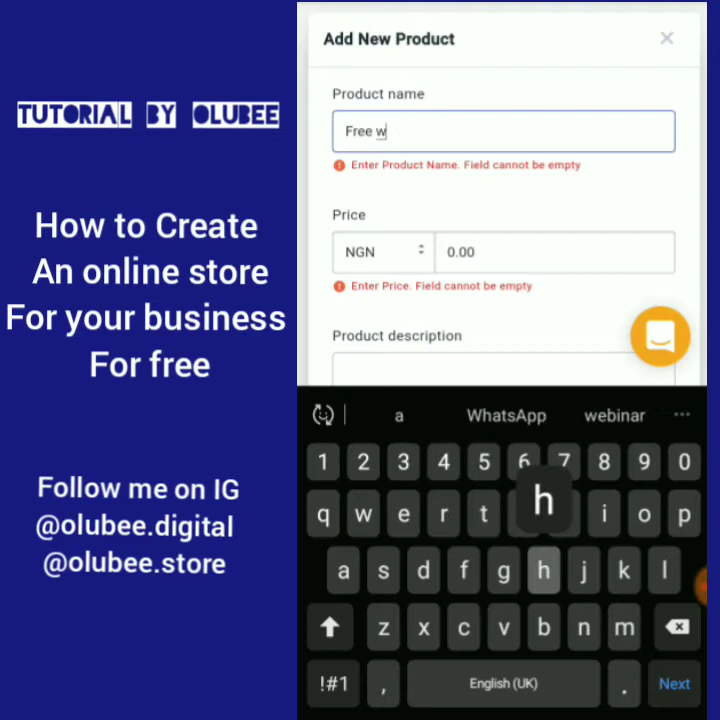 TUTORIAL BY OLUBEE
How to Create
An online store
For your business
For free
Follow me on IG
@olubee.digital
@olubee.store
Add New Product
Product name
Free w
Enter Product Name. Field cannot be empty
Price
NGN 0.00
Enter Price. Field cannot be empty
Product description
a WhatsApp webinar ...
1 2 3 4 5 6 7 8 9 0
q w e r t h i o p
a s d f g h j k l
z x c v b n m
!#1 , English (UK) . Next